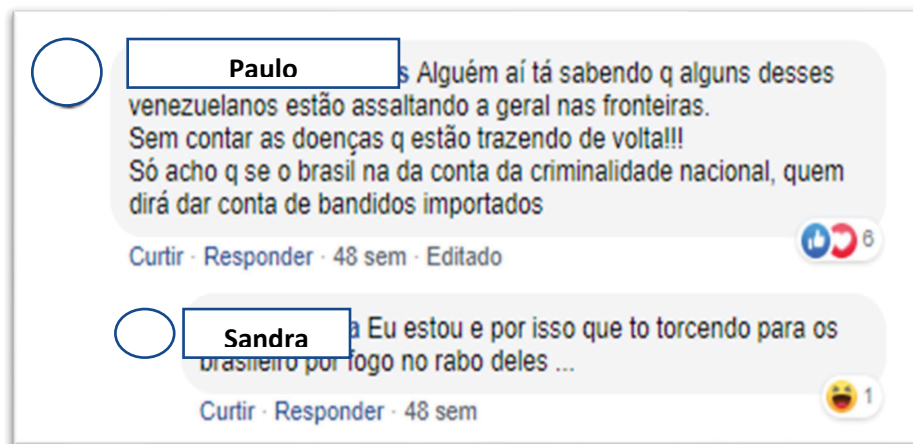 Paulo
s Alguém aí tá sabendo q alguns desses
venezuelanos estão assaltando a geral nas fronteiras.
Sem contar as doenças q estão trazendo de volta!!!
Só acho q se o brasil na da conta da criminalidade nacional, quem
dirá dar conta de bandidos importados
6
Curtir · Responder · 48 sem · Editado
Sandra
a Eu estou e por isso que to torcendo para os
brasileiro por fogo no rabo deles ...
1
Curtir · Responder · 48 sem